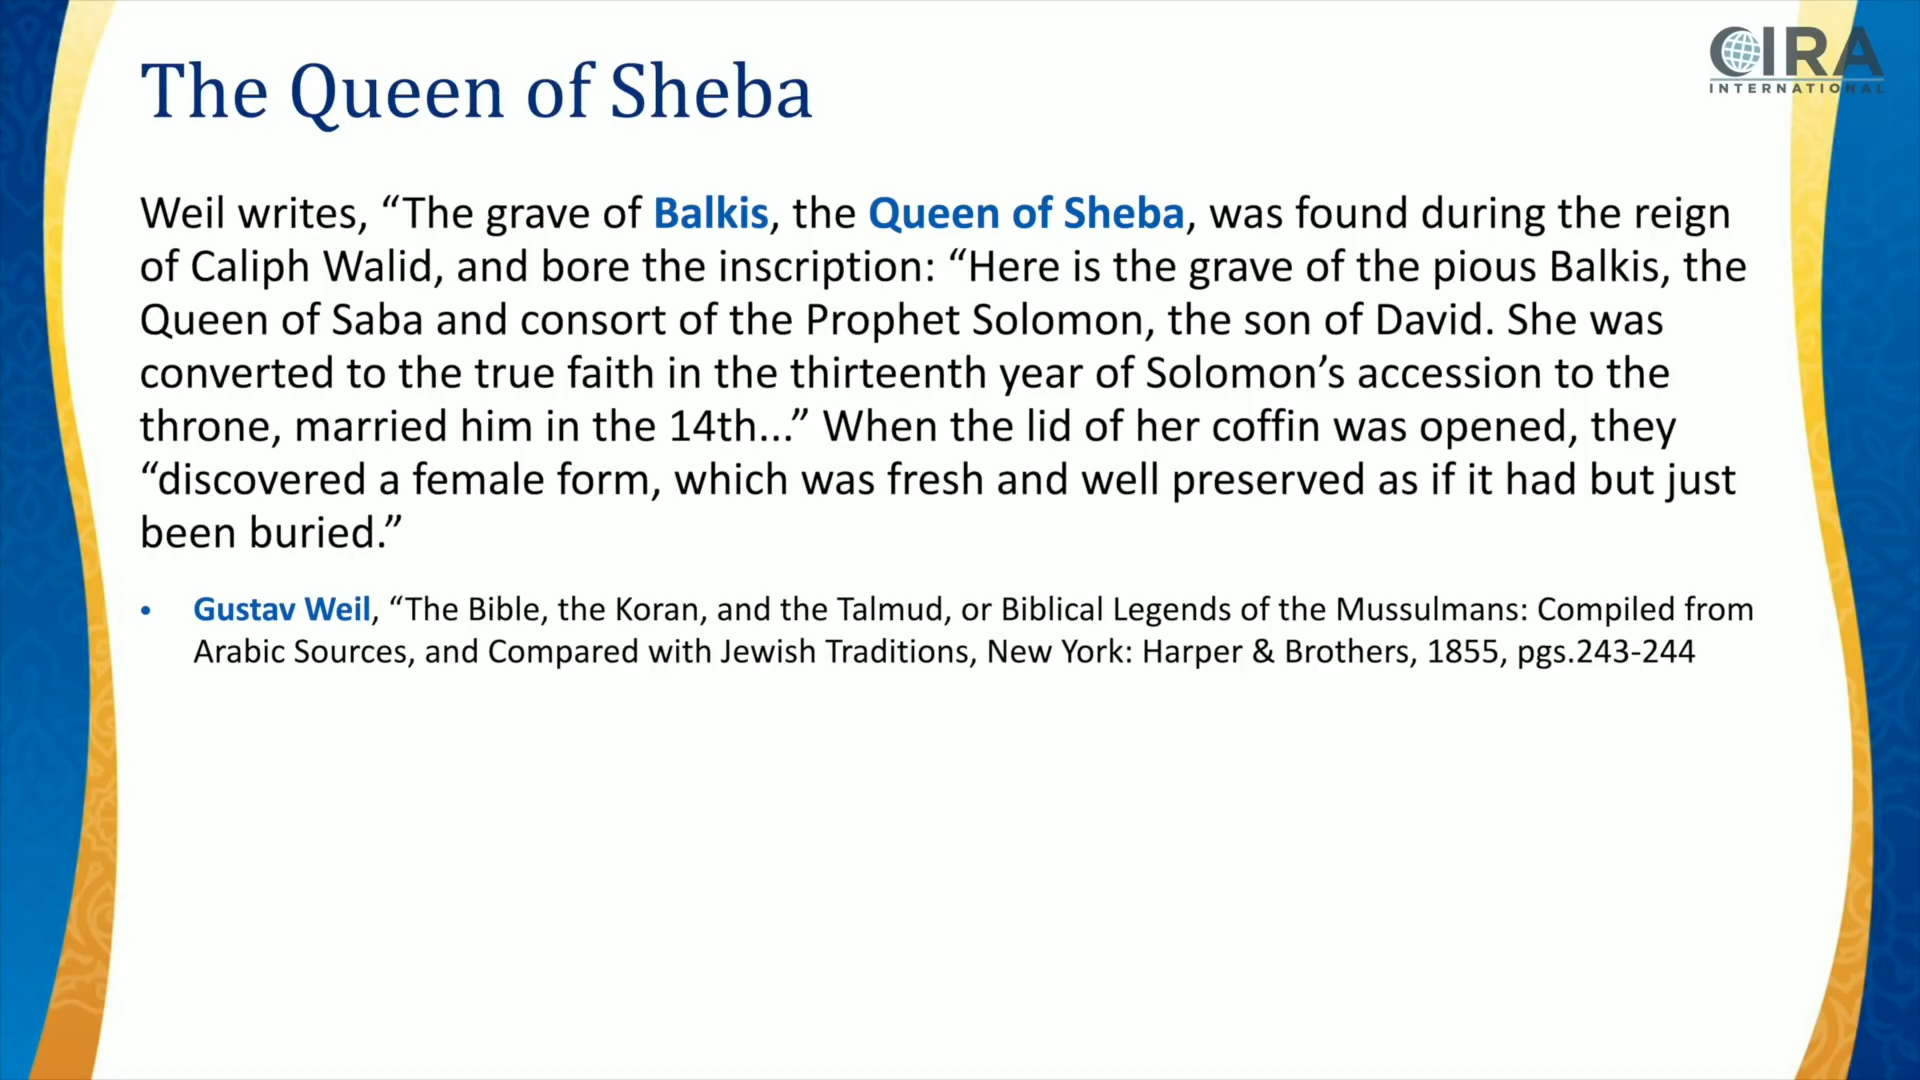 CIRA
INTERNATIONAL
The Queen of Sheba
Weil writes, “The grave of Balkis, the Queen of Sheba, was found during the reign
of Caliph Walid, and bore the inscription: “Here is the grave of the pious Balkis, the
Queen of Saba and consort of the Prophet Solomon, the son of David. She was
converted to the true faith in the thirteenth year of Solomon’s accession to the
throne, married him in the 14th...” When the lid of her coffin was opened, they
“discovered a female form, which was fresh and well preserved as if it had but just
been buried.”
• Gustav Weil, “The Bible, the Koran, and the Talmud, or Biblical Legends of the Mussulmans: Compiled from
Arabic Sources, and Compared with Jewish Traditions, New York: Harper & Brothers, 1855, pgs.243-244